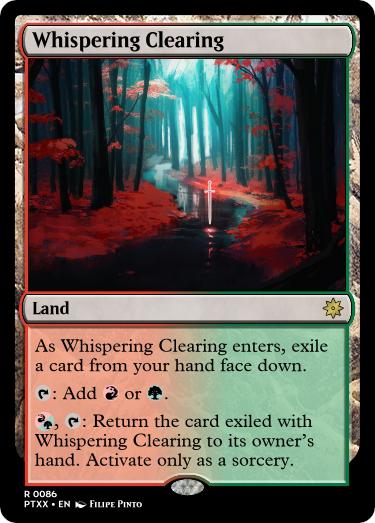 Whispering Clearing
Land
As Whispering Clearing enters, exile
a card from your hand face down.
: Add or .
, : Return the card exiled with
Whispering Clearing to its owner's
hand. Activate only as a sorcery.
R 0086
PTXX • EN Filipe Pinto